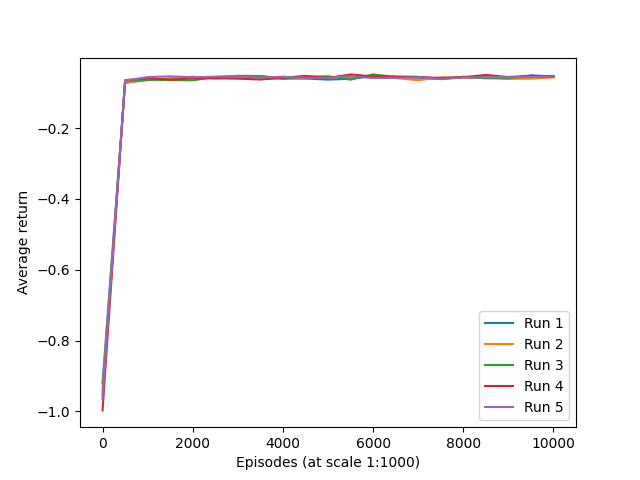 −0.2
−0.4
−0.6
−0.8
−1.0
Average return
0 2000 4000 6000 8000 10000
Episodes (at scale 1:1000)
Run 1
Run 2
Run 3
Run 4
Run 5